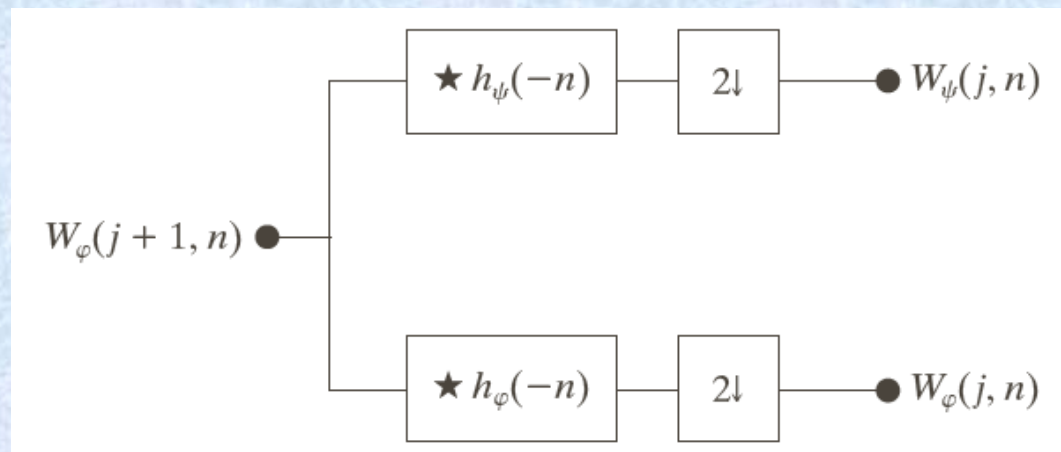 ★ h_ψ(−n) 2↓ W_ψ(j, n)
W_φ(j + 1, n)
★ h_φ(−n) 2↓ W_φ(j, n)